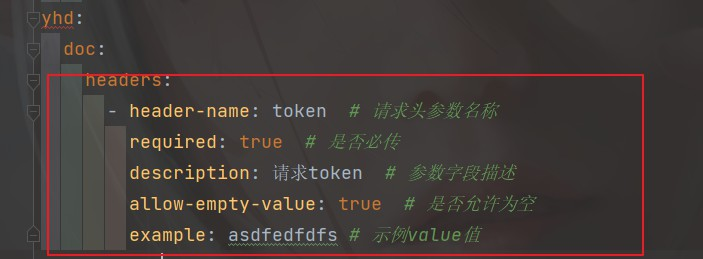 yhd:
doc:
headers:
- header-name: token # 请求头参数名称
required: true # 是否必传
description: 请求token # 参数字段描述
allow-empty-value: true # 是否允许为空
example: asdfedfdfs # 示例value值